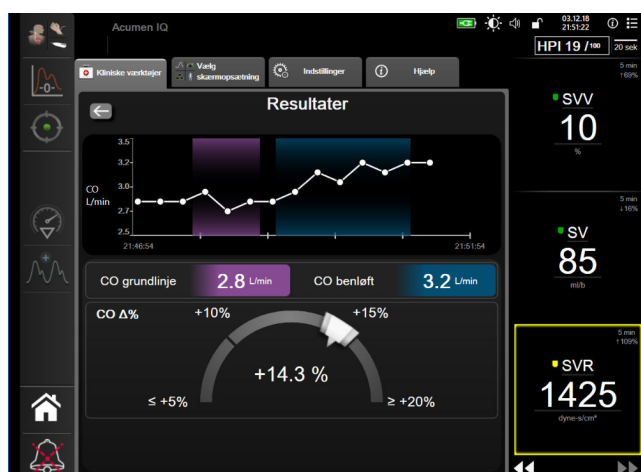 Acumen IQ
03.12.18
21:51:22
HPI 19 /100
20 sek
Kliniske værktøjer
Vælg
skærmopsætning
Indstillinger
Hjælp
Resultater
-0-
3.5
3.2
3.0
2.7
2.5
CO
L/min
21:46:54
21:51:54
CO grundlinje
2.8 L/min
CO benløft
3.2 L/min
CO Δ%
+10%
+15%
+14.3 %
≤ +5%
≥ +20%
5 min
↑69%
SVV
10
%
5 min
↓16%
SV
85
ml/b
5 min
↑109%
SVR
1425
dyne-s/cm⁵